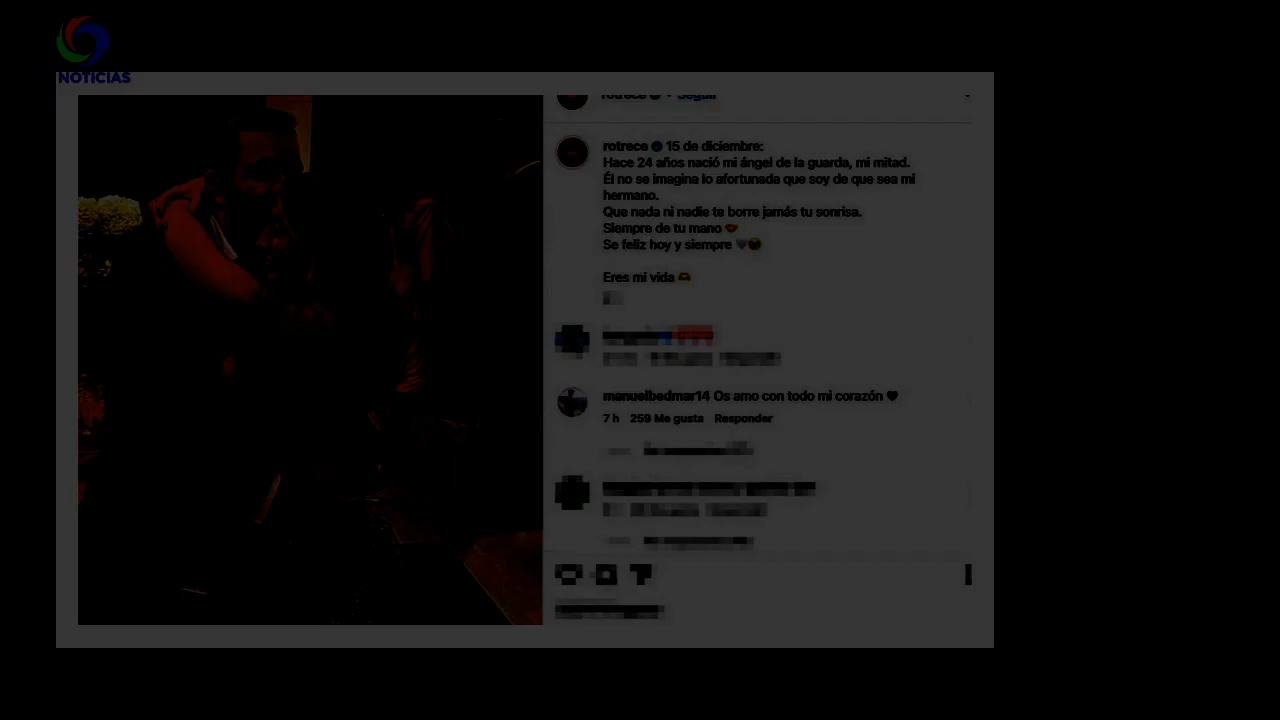 NOTICIAS
rotrece • Seguir
rotrece 15 de diciembre:
Hace 24 años nació mi ángel de la guarda, mi mitad.
Él no se imagina lo afortunada que soy de que sea mi
hermano.
Que nada ni nadie te borre jamás tu sonrisa.
Siempre de tu mano
Se feliz hoy y siempre
Eres mi vida
manuelbedmar14 Os amo con todo mi corazón
7 h 259 Me gusta Responder